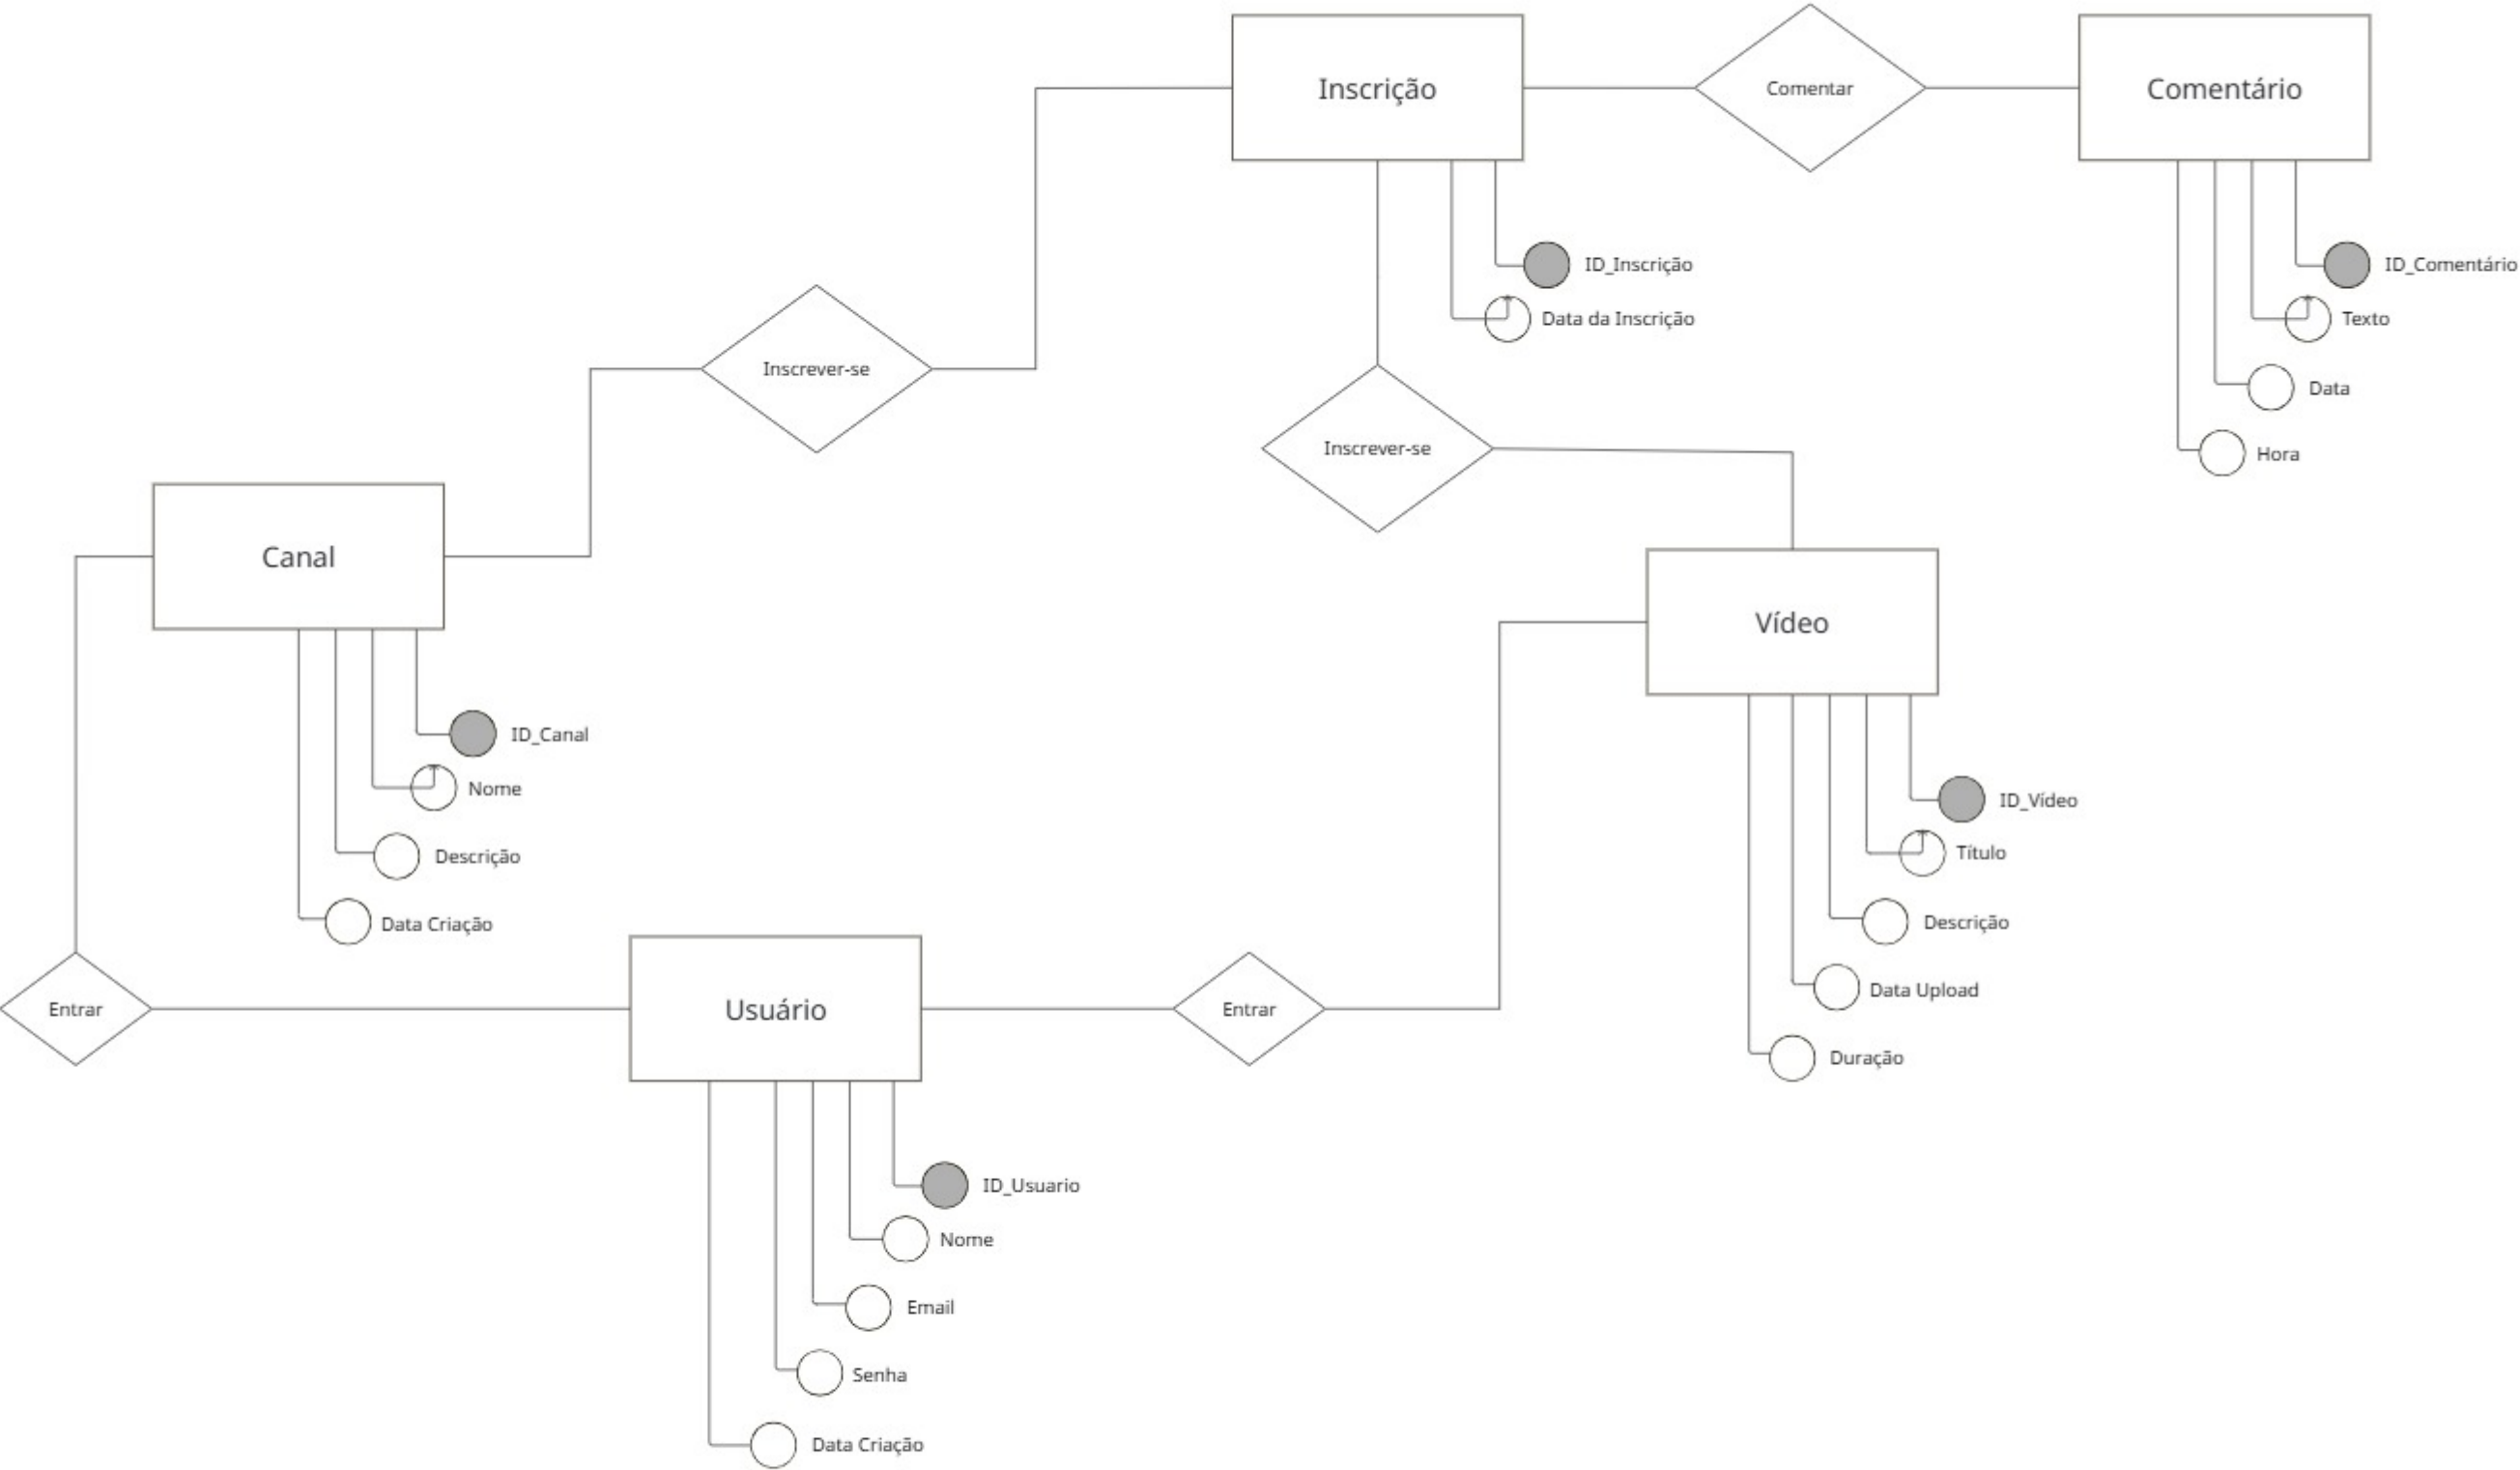 Inscrição
Comentar
Comentário
ID_Inscrição
Data da Inscrição
ID_Comentário
Texto
Data
Hora
Inscrever-se
Inscrever-se
Canal
Vídeo
ID_Canal
Nome
Descrição
Data Criação
ID_Vídeo
Título
Descrição
Data Upload
Duração
Entrar
Usuário
Entrar
ID_Usuario
Nome
Email
Senha
Data Criação